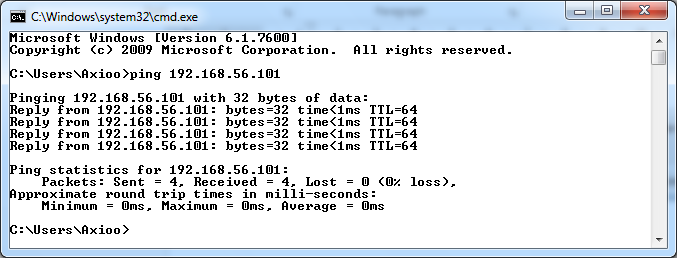 C:\Windows\system32\cmd.exe
Microsoft Windows [Version 6.1.7600]
Copyright (c) 2009 Microsoft Corporation.  All rights reserved.
C:\Users\Axioo>ping 192.168.56.101
Pinging 192.168.56.101 with 32 bytes of data:
Reply from 192.168.56.101: bytes=32 time<1ms TTL=64
Reply from 192.168.56.101: bytes=32 time<1ms TTL=64
Reply from 192.168.56.101: bytes=32 time<1ms TTL=64
Reply from 192.168.56.101: bytes=32 time<1ms TTL=64
Ping statistics for 192.168.56.101:
    Packets: Sent = 4, Received = 4, Lost = 0 (0% loss),
Approximate round trip times in milli-seconds:
    Minimum = 0ms, Maximum = 0ms, Average = 0ms
C:\Users\Axioo>